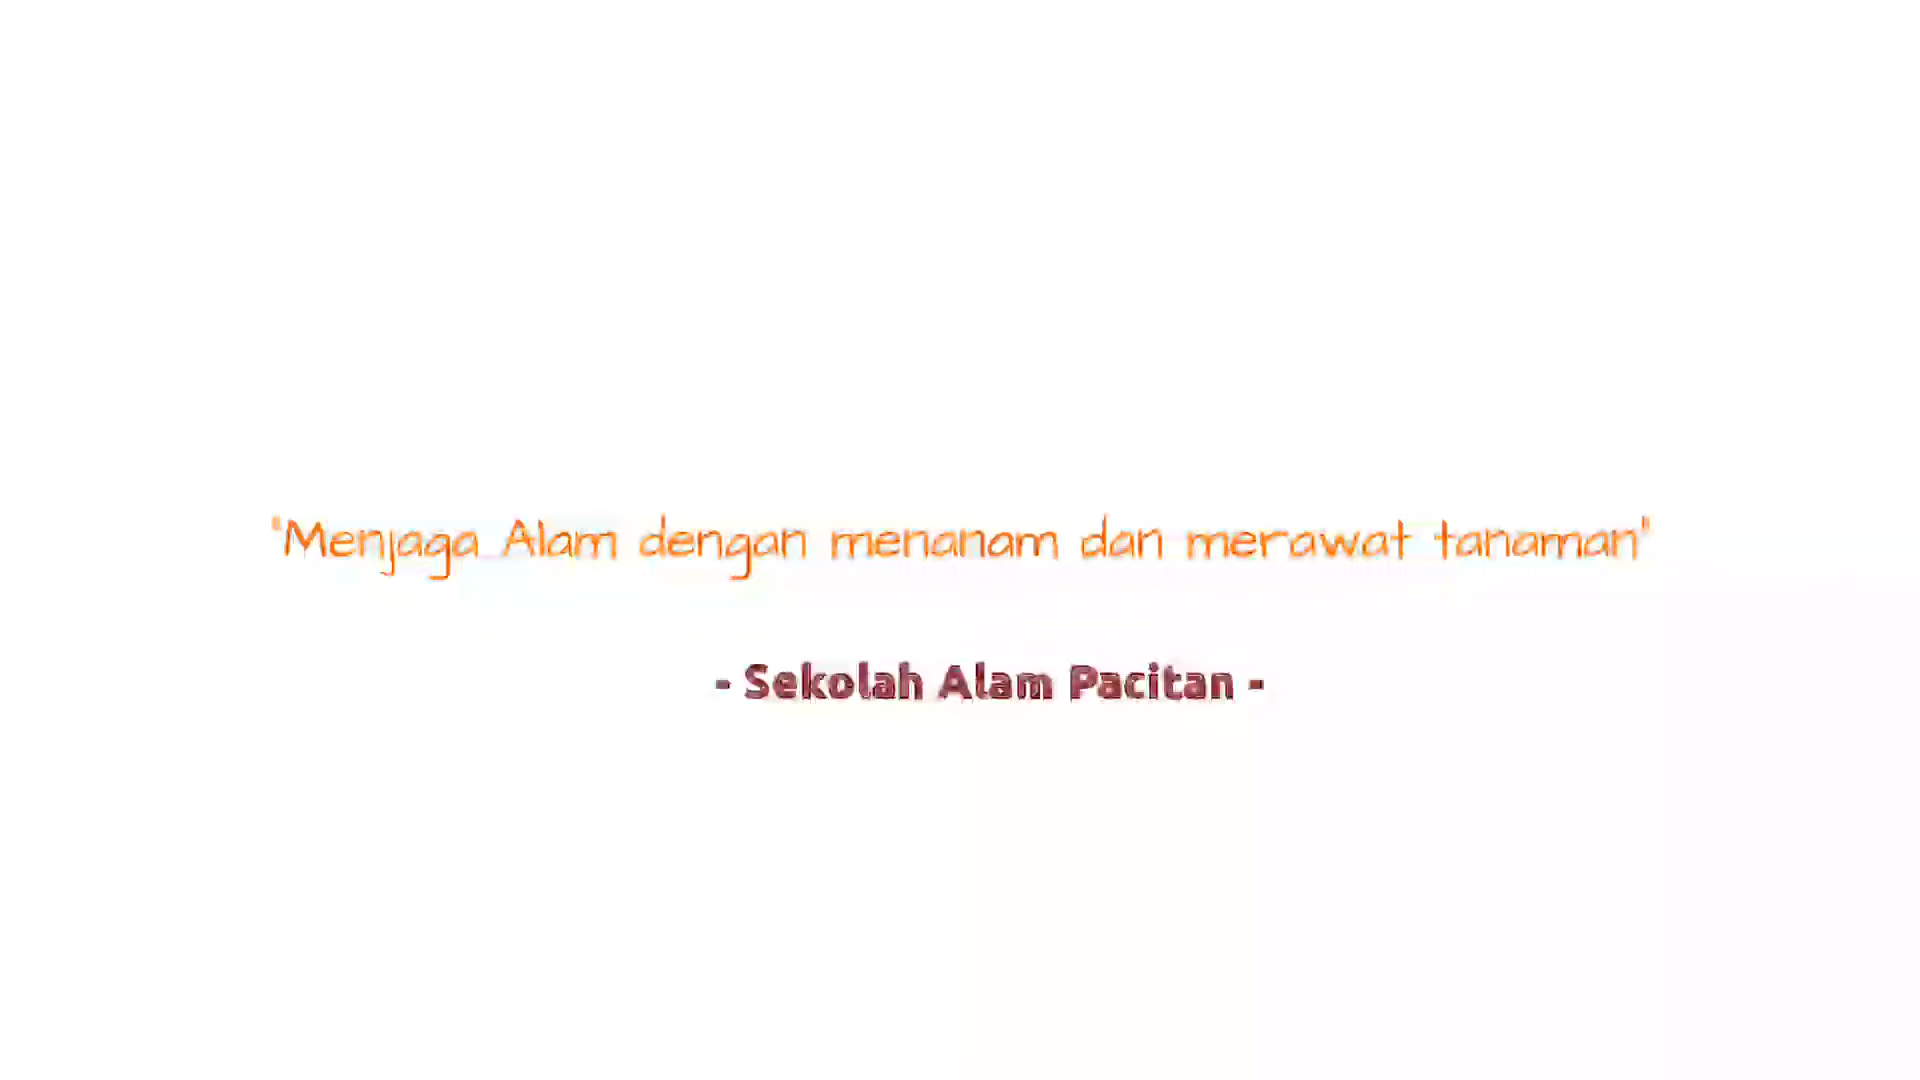 "Menjaga Alam dengan menanam dan merawat tanaman"
- Sekolah Alam Pacitan -